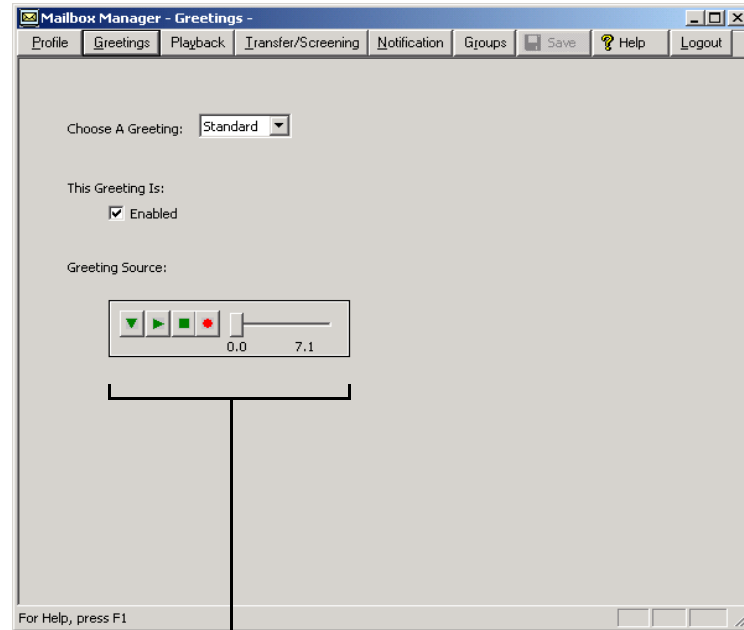 Mailbox Manager - Greetings -
Profile Greetings Playback Transfer/Screening Notification Groups Save Help Logout
Choose A Greeting: Standard
This Greeting Is:
Enabled
Greeting Source:
0.0 7.1
For Help, press F1